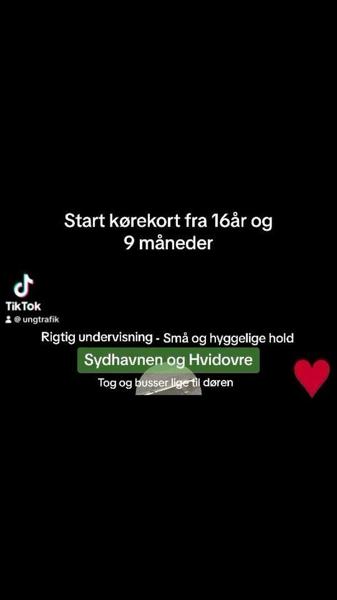 Start kørekort fra 16år og
9 måneder
TikTok
@ ungtrafik
Rigtig undervisning - Små og hyggelige hold
Sydhavnen og Hvidovre
Tog og busser lige til døren